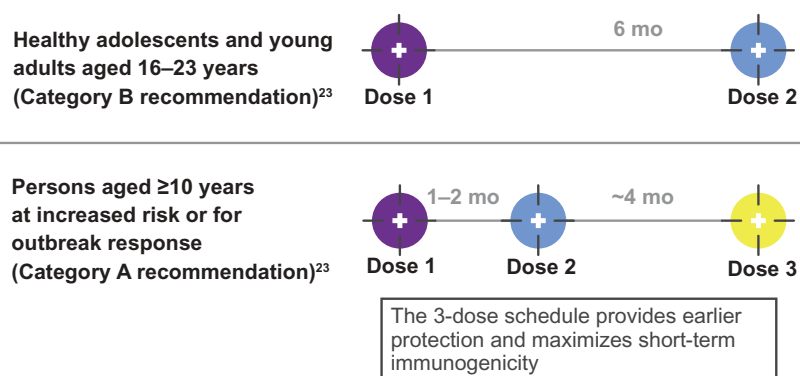 Healthy adolescents and young
adults aged 16–23 years
(Category B recommendation)²³
6 mo
Dose 1
Dose 2
Persons aged ≥10 years
at increased risk or for
outbreak response
(Category A recommendation)²³
1–2 mo
~4 mo
Dose 1
Dose 2
Dose 3
The 3-dose schedule provides earlier
protection and maximizes short-term
immunogenicity